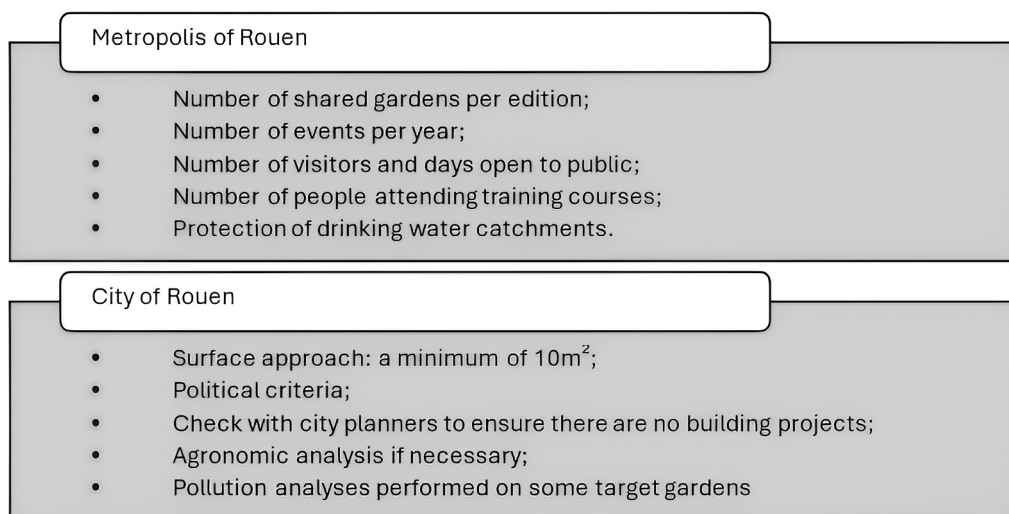 Metropolis of Rouen
• Number of shared gardens per edition;
• Number of events per year;
• Number of visitors and days open to public;
• Number of people attending training courses;
• Protection of drinking water catchments.
City of Rouen
• Surface approach: a minimum of 10m²;
• Political criteria;
• Check with city planners to ensure there are no building projects;
• Agronomic analysis if necessary;
• Pollution analyses performed on some target gardens